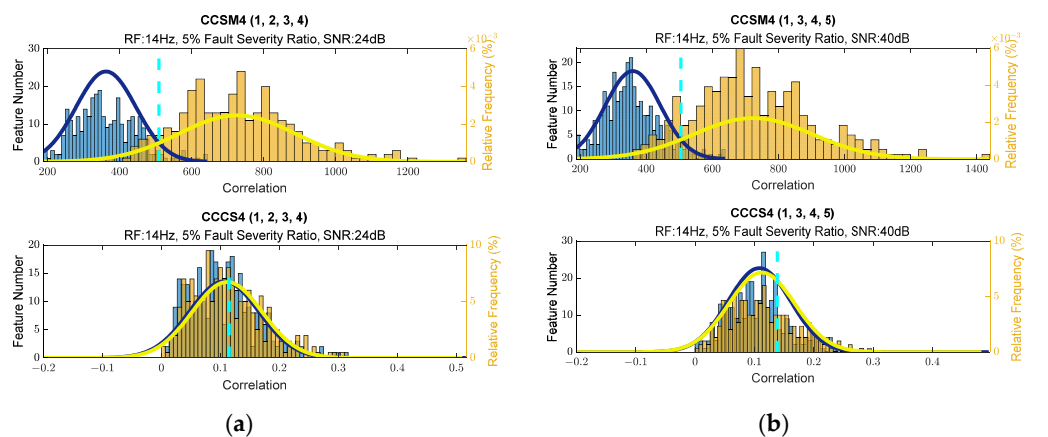 CCSM4 (1, 2, 3, 4)
RF:14Hz, 5% Fault Severity Ratio, SNR:24dB
×10⁻³
30
20
10
0
Feature Number
6
4
2
0
Relative Frequency (%)
200 400 600 800 1000 1200
Correlation
CCSM4 (1, 3, 4, 5)
RF:14Hz, 5% Fault Severity Ratio, SNR:40dB
×10⁻³
20
15
10
5
0
Feature Number
6
4
2
0
Relative Frequency (%)
200 400 600 800 1000 1200 1400
Correlation
CCCS4 (1, 2, 3, 4)
RF:14Hz, 5% Fault Severity Ratio, SNR:24dB
20
15
10
5
0
Feature Number
10
5
0
Relative Frequency (%)
−0.2 −0.1 0 0.1 0.2 0.3 0.4 0.5
Correlation
CCCS4 (1, 3, 4, 5)
RF:14Hz, 5% Fault Severity Ratio, SNR:40dB
30
20
10
0
Feature Number
10
5
0
Relative Frequency (%)
−0.2 −0.1 0 0.1 0.2 0.3 0.4
Correlation
(a)
(b)